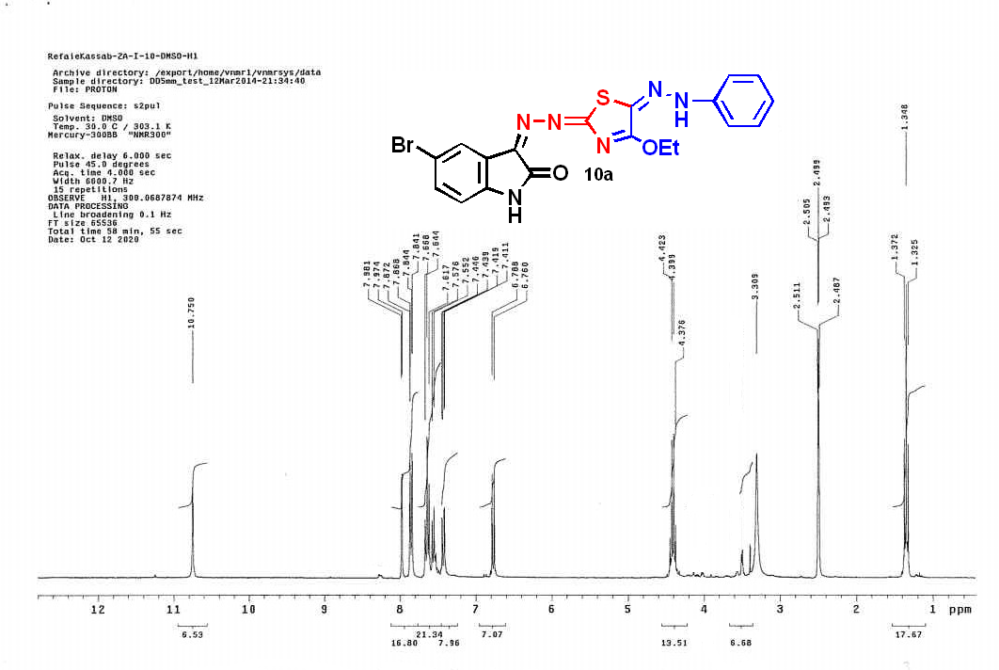 RefaieKassab-ZA-I-10-DMSO-H1
Archive directory: /export/home/vnmr1/vnmrsys/data
Sample directory: DD5mm_test_12Mar2014-21:34:40
File: PROTON
Pulse Sequence: s2pul
Solvent: DMSO
Temp. 30.0 C / 303.1 K
Mercury-300BB "NMR300"
Relax. delay 6.000 sec
Pulse 45.0 degrees
Acq. time 4.000 sec
Width 6000.7 Hz
15 repetitions
OBSERVE H1, 300.0687874 MHz
DATA PROCESSING
Line broadening 0.1 Hz
FT size 65536
Total time 58 min, 55 sec
Date: Oct 12 2020
Br
N
N
S
N
N
N
H
OEt
O
N
H
10a
10.750
7.981
7.974
7.872
7.868
7.844
7.841
7.668
7.644
7.617
7.576
7.552
7.446
7.439
7.419
7.411
6.788
6.760
4.423
4.399
4.376
3.309
2.511
2.505
2.499
2.493
2.487
1.372
1.348
1.325
12 11 10 9 8 7 6 5 4 3 2 1 ppm
6.53
16.80
21.34
7.96
7.07
13.51
6.68
17.67